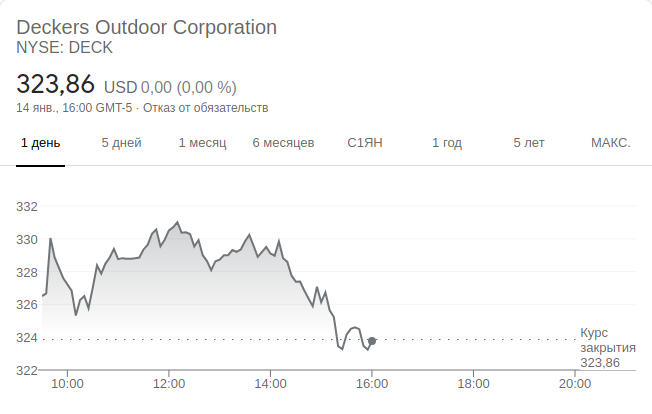 Deckers Outdoor Corporation
NYSE: DECK
323,86 USD 0,00 (0,00 %)
14 янв., 16:00 GMT-5 · Отказ от обязательств
1 день 5 дней 1 месяц 6 месяцев С1ЯН 1 год 5 лет МАКС.
332
330
328
326
324
322
Курс
закрытия
323,86
10:00 12:00 14:00 16:00 18:00 20:00